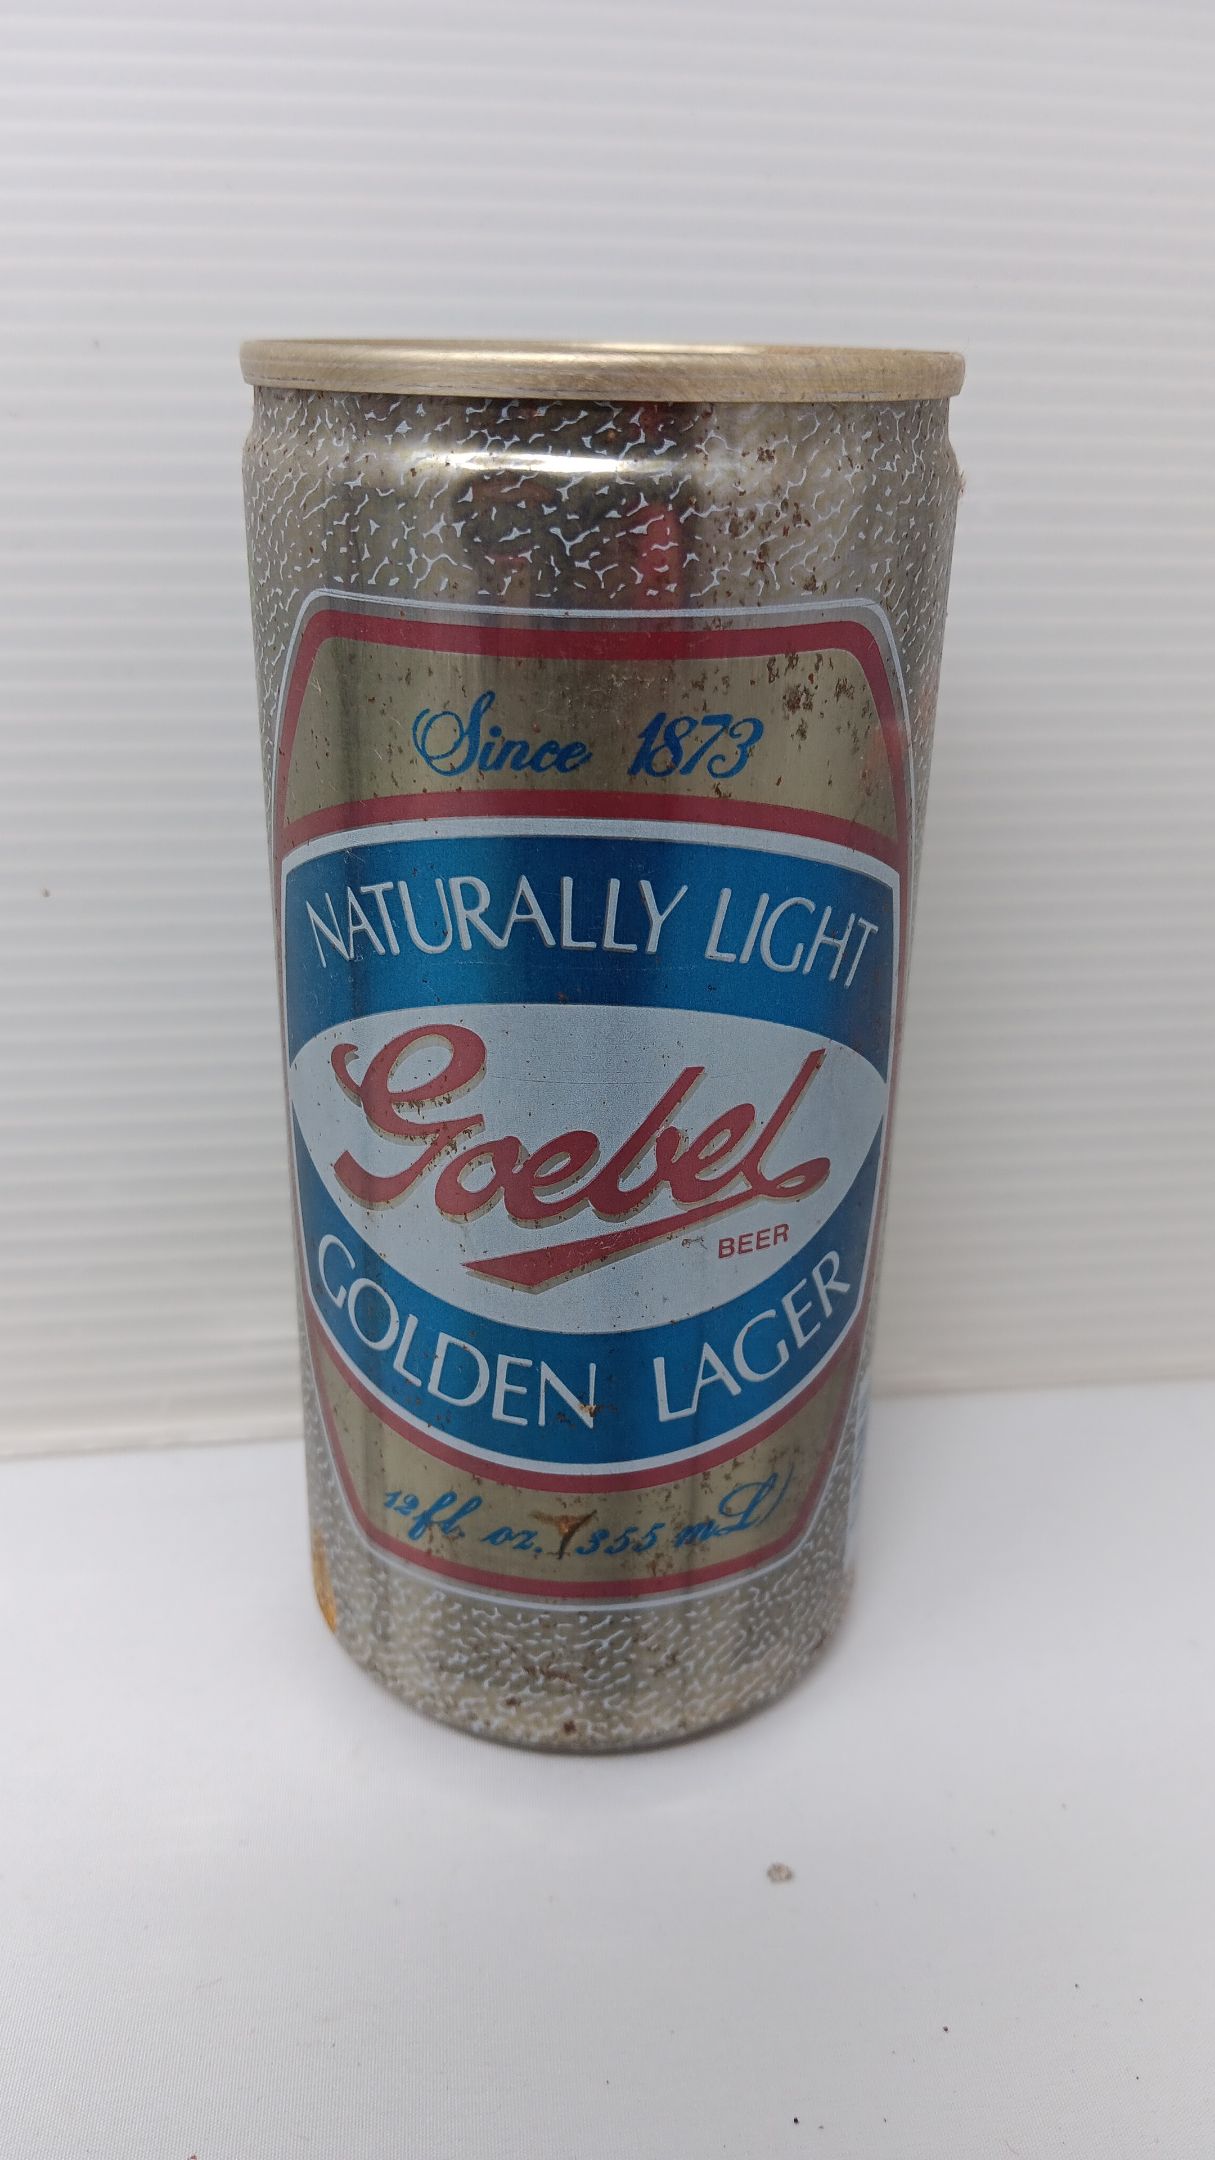 Since 1873
NATURALLY LIGHT
Goebel
BEER
GOLDEN LAGER
12 fl. oz. (355 mL)